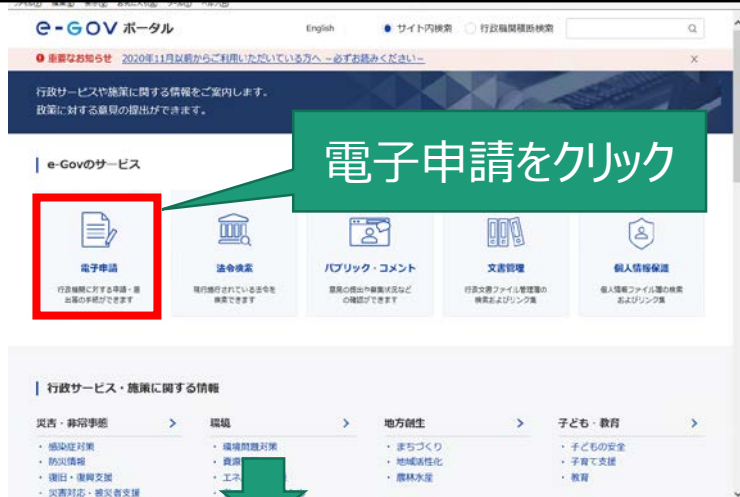 e-GOV ポータル
English
サイト内検索 行政機関横断検索
重要なお知らせ 2020年11月以前からご利用いただいている方へ －必ずお読みください－
行政サービスや施策に関する情報をご案内します。
政策に対する意見の提出ができます。
電子申請をクリック
e-Govのサービス
電子申請
行政機関に対する申請・届
出等の手続ができます
法令検索
現行施行されている法令を
検索できます
パブリック・コメント
意見の提出や募集状況など
の確認ができます
文書管理
行政文書ファイル管理簿の
検索およびリンク集
個人情報保護
個人情報ファイル簿の検索
およびリンク集
行政サービス・施策に関する情報
災害・非常事態
・感染症対策
・防災情報
・復旧・復興支援
・災害対応・被災者支援
環境
・環境問題対策
地方創生
・まちづくり
・地域活性化
・農林水産
子ども・教育
・子どもの安全
・子育て支援
・教育